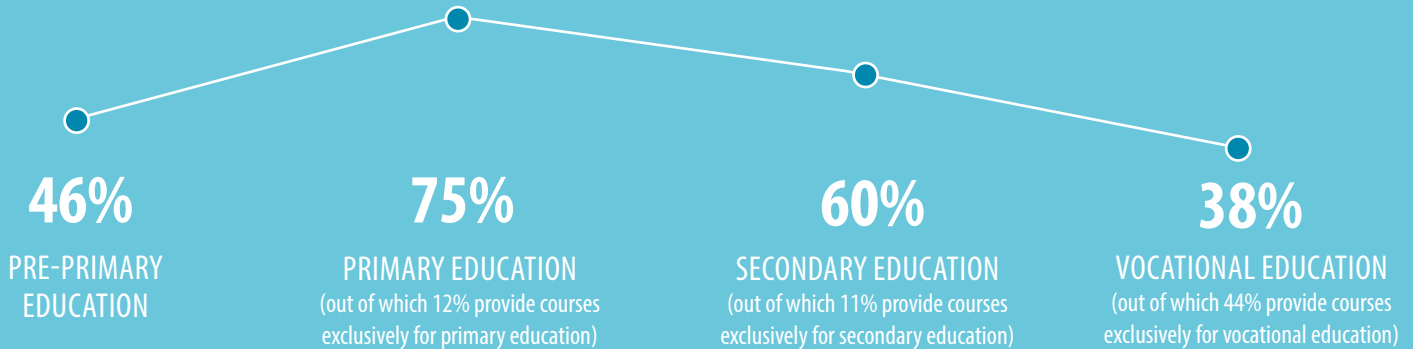 46%
PRE-PRIMARY
EDUCATION
75%
PRIMARY EDUCATION
(out of which 12% provide courses
exclusively for primary education)
60%
SECONDARY EDUCATION
(out of which 11% provide courses
exclusively for secondary education)
38%
VOCATIONAL EDUCATION
(out of which 44% provide courses
exclusively for vocational education)